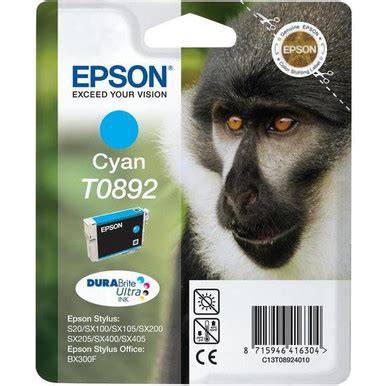 EPSON
EPSON®
EXCEED YOUR VISION
Cyan
T0892
EPSON
DURABrite
Ultra
INK
Epson Stylus:
S20/SX100/SX105/SX200
SX205/SX400/SX405
Epson Stylus Office:
BX300F
C13T08924010
8 715946 416304 >